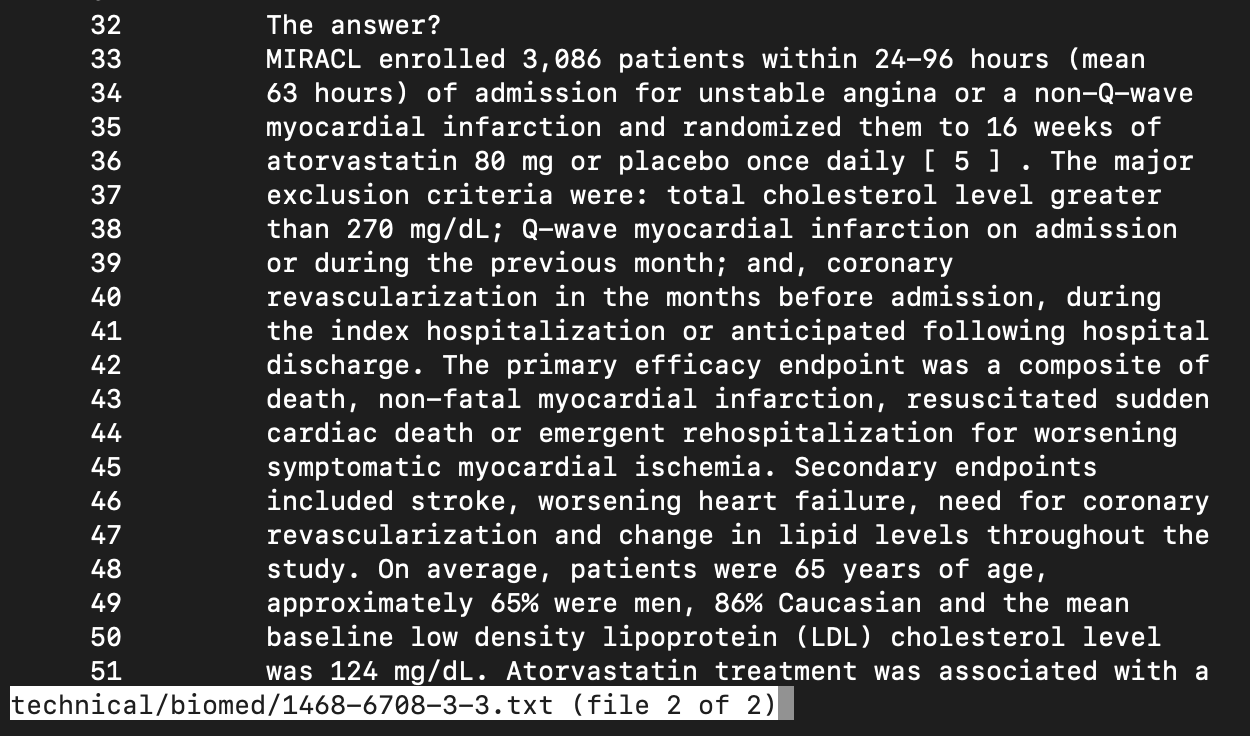 32 The answer?
33 MIRACL enrolled 3,086 patients within 24-96 hours (mean
34 63 hours) of admission for unstable angina or a non-Q-wave
35 myocardial infarction and randomized them to 16 weeks of
36 atorvastatin 80 mg or placebo once daily [ 5 ] . The major
37 exclusion criteria were: total cholesterol level greater
38 than 270 mg/dL; Q-wave myocardial infarction on admission
39 or during the previous month; and, coronary
40 revascularization in the months before admission, during
41 the index hospitalization or anticipated following hospital
42 discharge. The primary efficacy endpoint was a composite of
43 death, non-fatal myocardial infarction, resuscitated sudden
44 cardiac death or emergent rehospitalization for worsening
45 symptomatic myocardial ischemia. Secondary endpoints
46 included stroke, worsening heart failure, need for coronary
47 revascularization and change in lipid levels throughout the
48 study. On average, patients were 65 years of age,
49 approximately 65% were men, 86% Caucasian and the mean
50 baseline low density lipoprotein (LDL) cholesterol level
51 was 124 mg/dL. Atorvastatin treatment was associated with a
technical/biomed/1468-6708-3-3.txt (file 2 of 2)